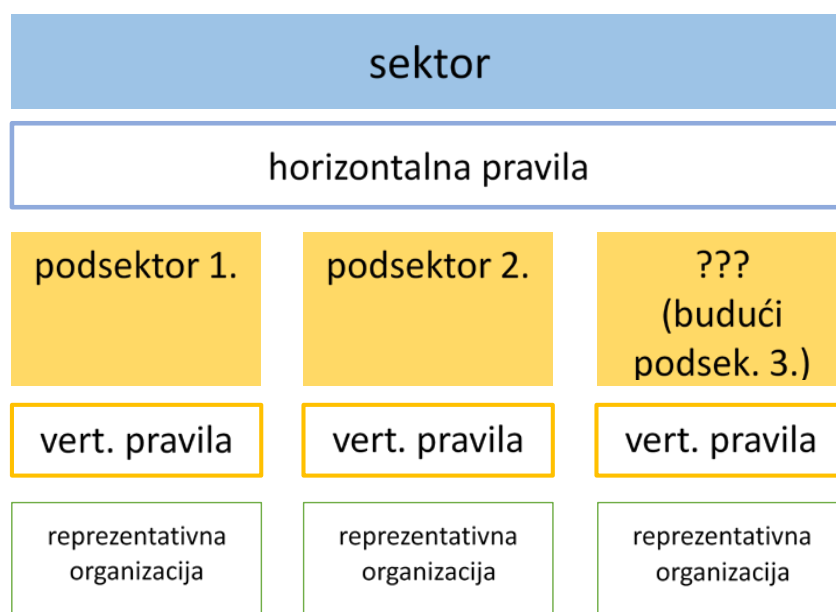 sektor
horizontalna pravila
podsektor 1.
podsektor 2.
???
(budući
podsek. 3.)
vert. pravila
vert. pravila
vert. pravila
reprezentativna
organizacija
reprezentativna
organizacija
reprezentativna
organizacija